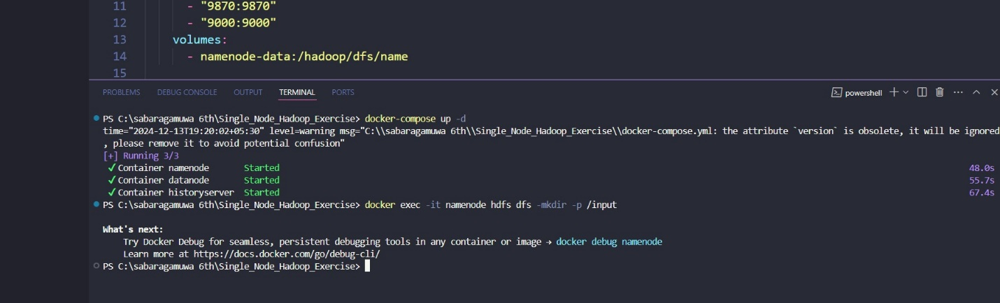 11 - "9870:9870"
12 - "9000:9000"
13 volumes:
14 - namenode-data:/hadoop/dfs/name
15
PROBLEMS DEBUG CONSOLE OUTPUT TERMINAL PORTS powershell
PS C:\sabaragamuwa 6th\Single_Node_Hadoop_Exercise> docker-compose up -d
time="2024-12-13T19:20:02+05:30" level=warning msg="C:\\sabaragamuwa 6th\\Single_Node_Hadoop_Exercise\\docker-compose.yml: the attribute `version` is obsolete, it will be ignored
, please remove it to avoid potential confusion"
[+] Running 3/3
✓ Container namenode Started 48.0s
✓ Container datanode Started 55.7s
✓ Container historyserver Started 67.4s
PS C:\sabaragamuwa 6th\Single_Node_Hadoop_Exercise> docker exec -it namenode hdfs dfs -mkdir -p /input
What's next:
Try Docker Debug for seamless, persistent debugging tools in any container or image → docker debug namenode
Learn more at https://docs.docker.com/go/debug-cli/
PS C:\sabaragamuwa 6th\Single_Node_Hadoop_Exercise>